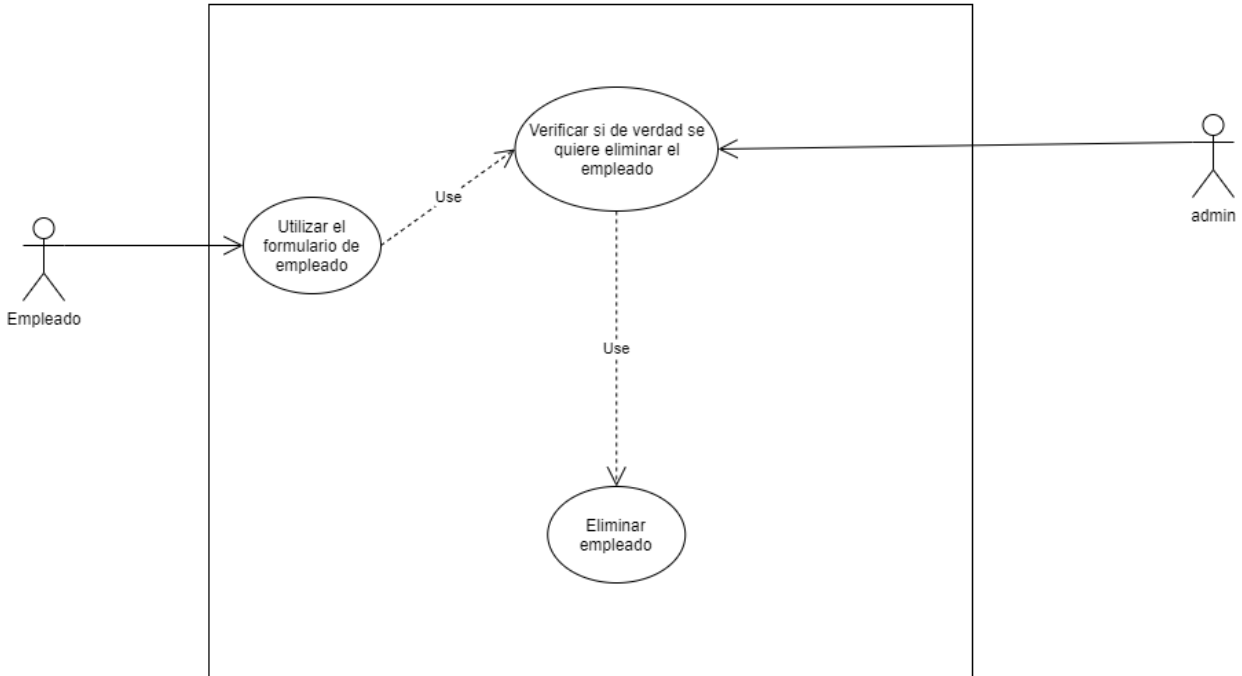 Verificar si de verdad se
quiere eliminar el
empleado
admin
Use
Utilizar el
formulario de
empleado
Empleado
Use
Eliminar
empleado